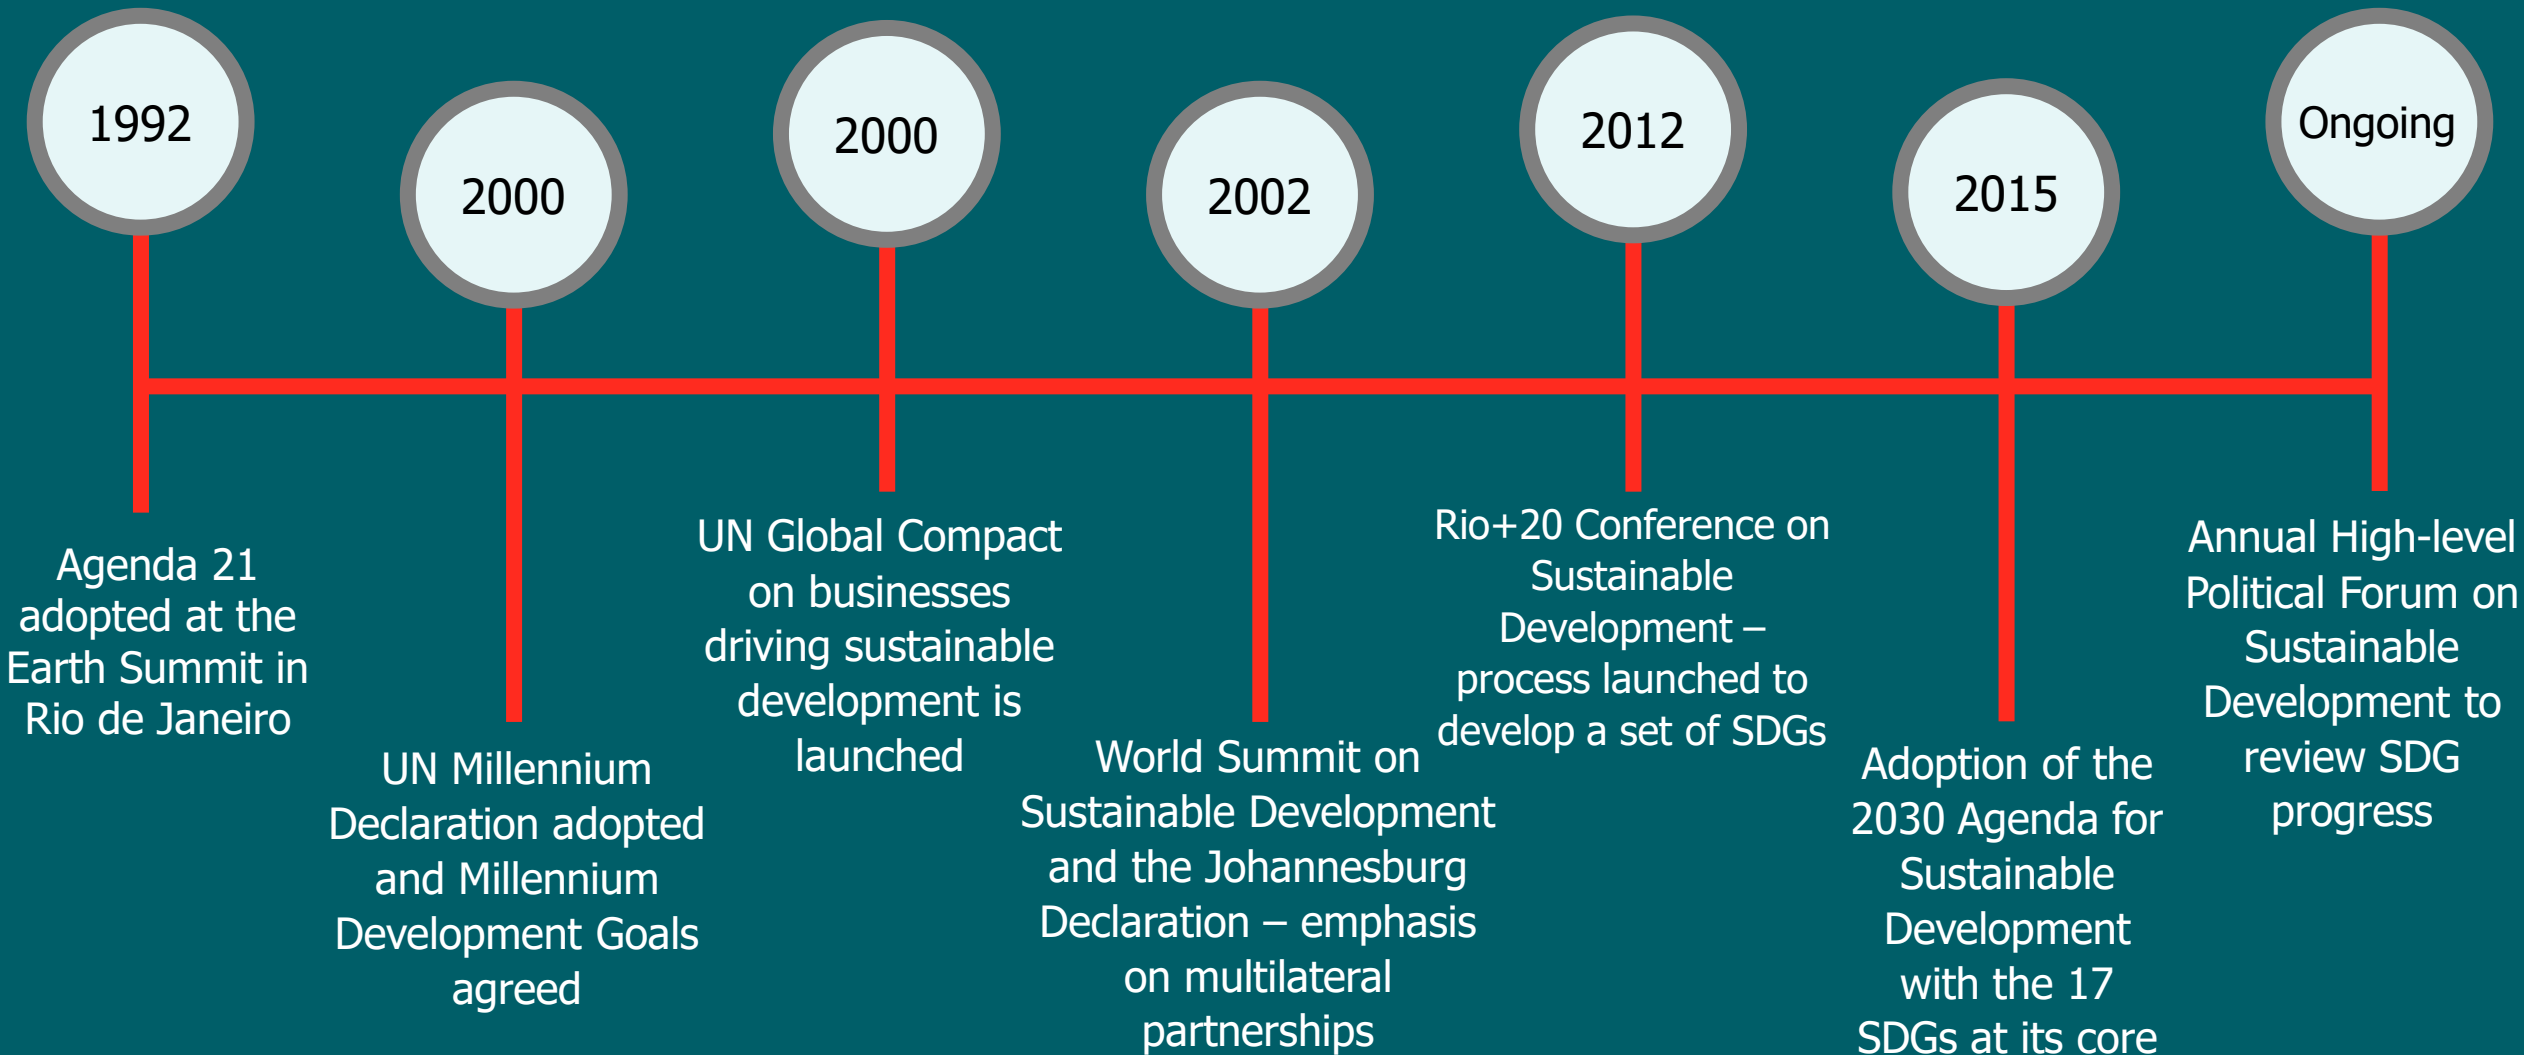 1992
Agenda 21
adopted at the
Earth Summit in
Rio de Janeiro
2000
UN Millennium
Declaration adopted
and Millennium
Development Goals
agreed
2000
UN Global Compact
on businesses
driving sustainable
development is
launched
2002
World Summit on
Sustainable Development
and the Johannesburg
Declaration – emphasis
on multilateral
partnerships
2012
Rio+20 Conference on
Sustainable
Development –
process launched to
develop a set of SDGs
2015
Adoption of the
2030 Agenda for
Sustainable
Development
with the 17
SDGs at its core
Ongoing
Annual High-level
Political Forum on
Sustainable
Development to
review SDG
progress